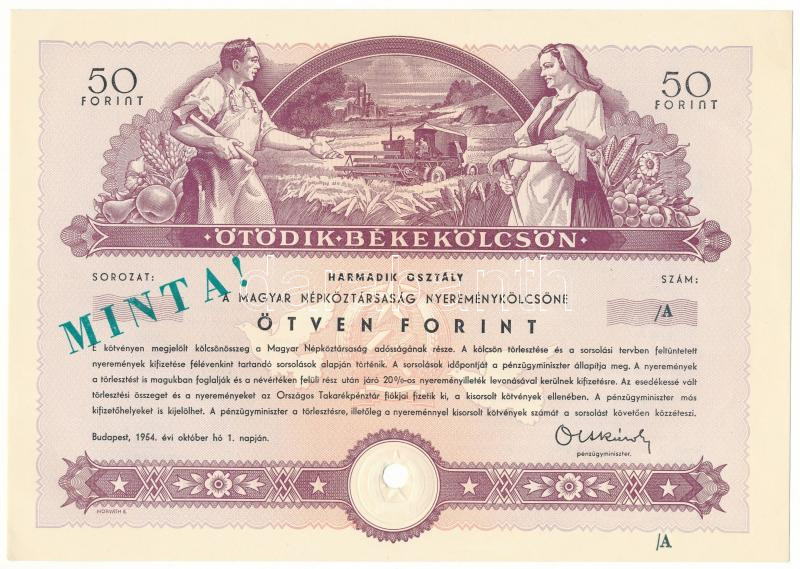 50
FORINT
50
FORINT
·ÖTÖDIK·BÉKEKÖLCSÖN·
SOROZAT:
HARMADIK OSZTÁLY
SZÁM:
MINTA!
A MAGYAR NÉPKÖZTÁRSASÁG NYEREMÉNYKÖLCSÖNE
/A
ÖTVEN FORINT
E kötvényen megjelölt kölcsönösszeg a Magyar Népköztársaság adósságának része. A kölcsön törlesztése és a sorsolási tervben feltüntetett
nyeremények kifizetése félévenkint tartandó sorsolások alapján történik. A sorsolások időpontját a pénzügyminiszter állapítja meg. A nyeremények
a törlesztést is magukban foglalják és a névértéken felüli rész után járó 20%-os nyereményilleték levonásával kerülnek kifizetésre. Az esedékessé vált
törlesztési összeget és a nyereményeket az Országos Takarékpénztár fiókjai fizetik ki, a kisorsolt kötvények ellenében. A pénzügyminiszter más
kifizetőhelyeket is kijelölhet. A pénzügyminiszter a törlesztésre, illetőleg a nyereménnyel kisorsolt kötvények számát a sorsolást követően közzéteszi.
Budapest, 1954. évi október hó 1. napján.
pénzügyminiszter.
HORVÁTH E.
/A